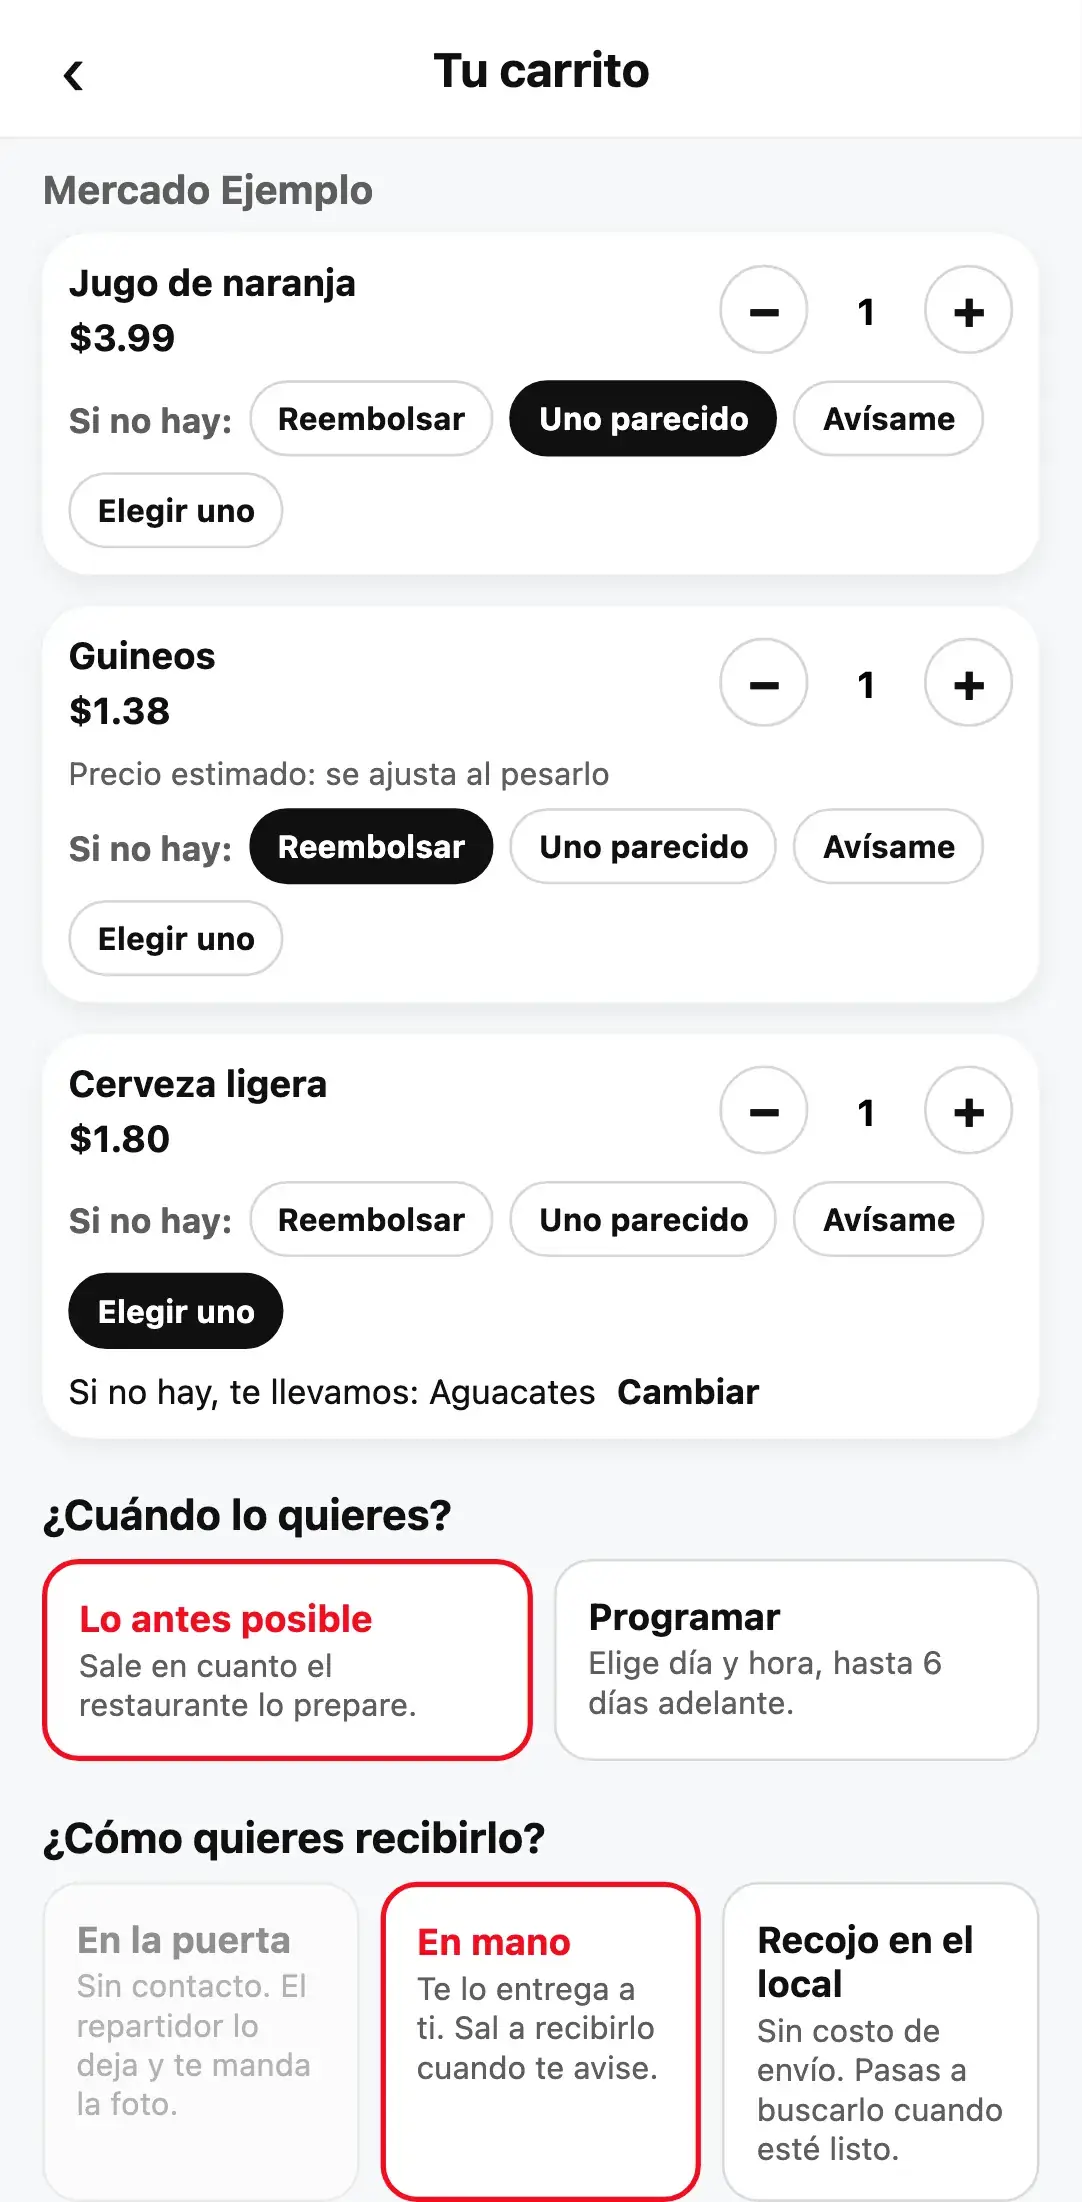 Tu carrito
Mercado Ejemplo
Jugo de naranja
$3.99
− 1 +
Si no hay: Reembolsar Uno parecido Avísame
Elegir uno
Guineos
$1.38
− 1 +
Precio estimado: se ajusta al pesarlo
Si no hay: Reembolsar Uno parecido Avísame
Elegir uno
Cerveza ligera
$1.80
− 1 +
Si no hay: Reembolsar Uno parecido Avísame
Elegir uno
Si no hay, te llevamos: Aguacates Cambiar
¿Cuándo lo quieres?
Lo antes posible
Sale en cuanto el
restaurante lo prepare.
Programar
Elige día y hora, hasta 6
días adelante.
¿Cómo quieres recibirlo?
En la puerta
Sin contacto. El
repartidor lo
deja y te manda
la foto.
En mano
Te lo entrega a
ti. Sal a recibirlo
cuando te avise.
Recojo en el
local
Sin costo de
envío. Pasas a
buscarlo cuando
esté listo.